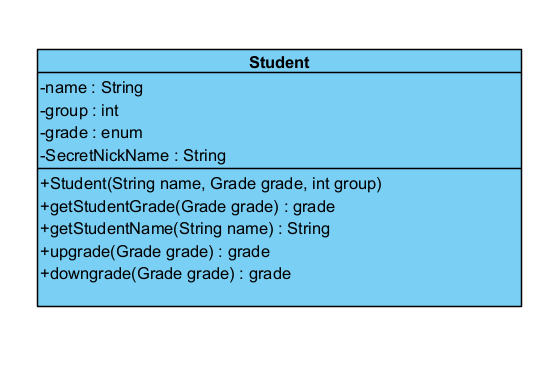 Student
-name : String
-group : int
-grade : enum
-SecretNickName : String
+Student(String name, Grade grade, int group)
+getStudentGrade(Grade grade) : grade
+getStudentName(String name) : String
+upgrade(Grade grade) : grade
+downgrade(Grade grade) : grade